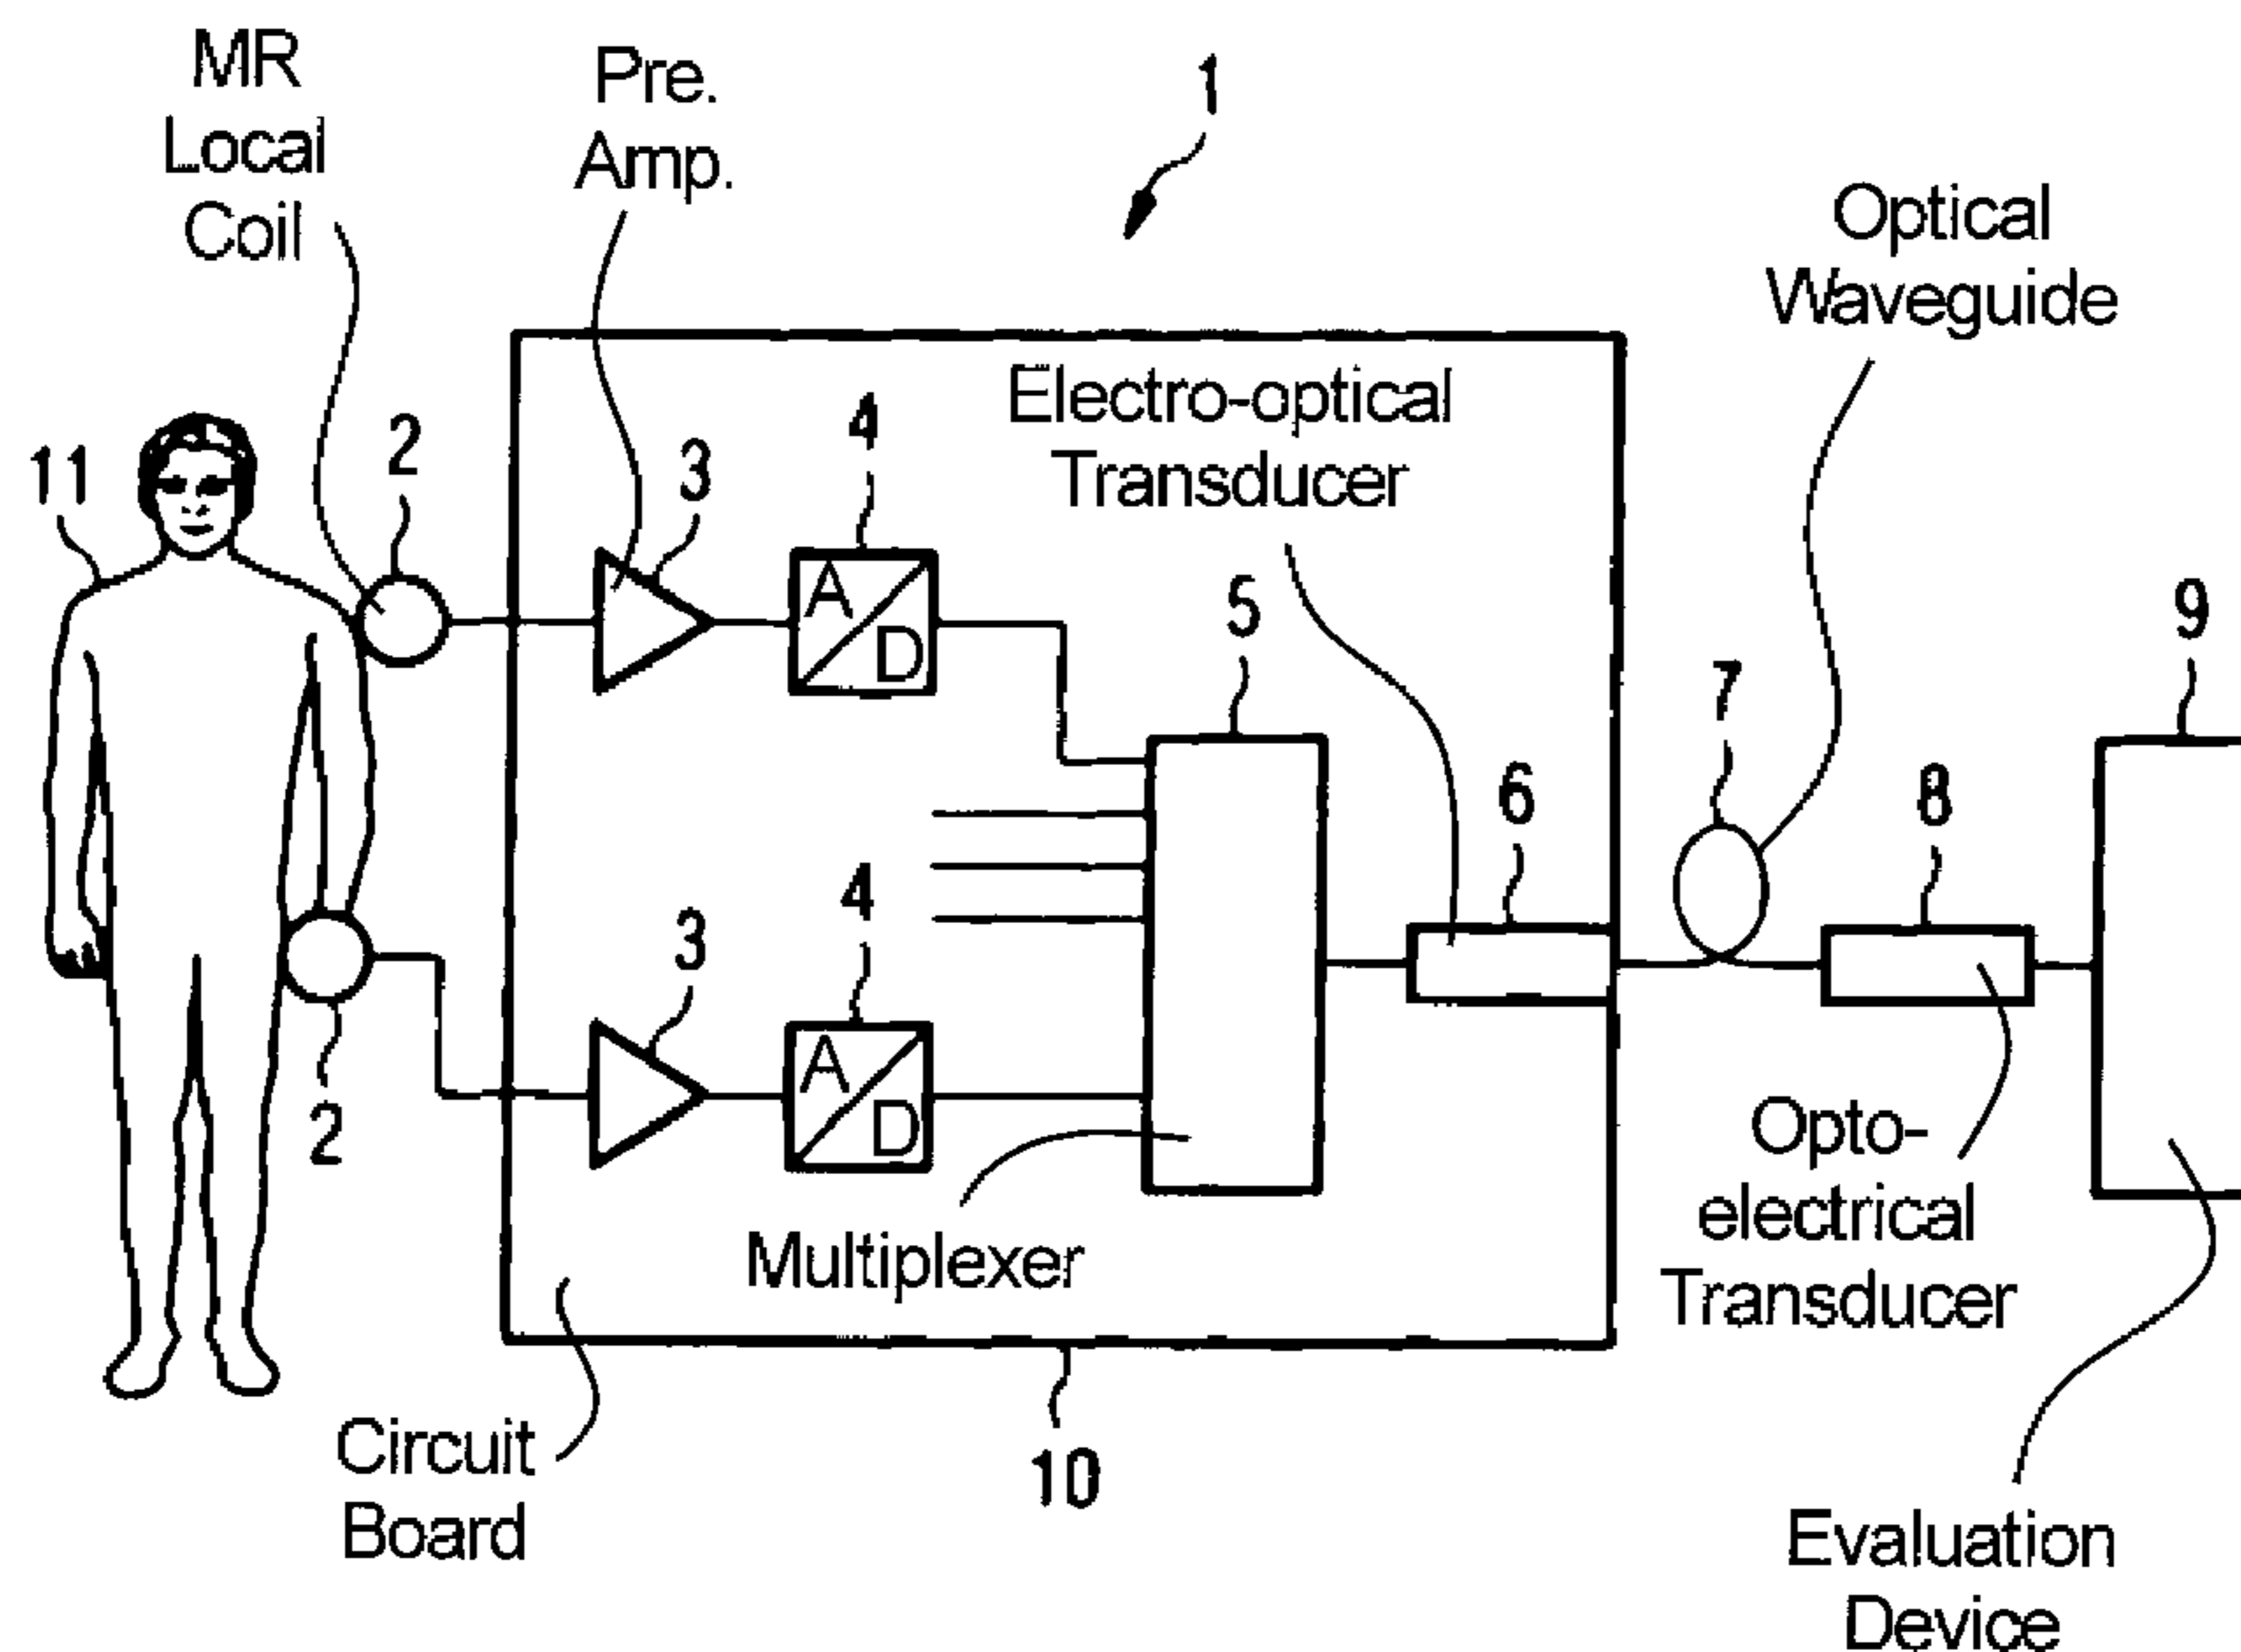 MR
Local
Coil
Pre.
Amp.
1
Optical
Waveguide
Electro-optical
Transducer
11
2
3
4
5
6
7
8
9
A
D
2
3
4
A
D
Multiplexer
Opto-
electrical
Transducer
Circuit
Board
10
Evaluation
Device